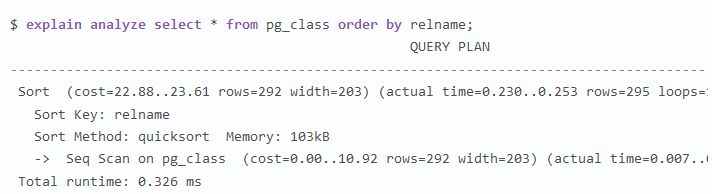 $ explain analyze select * from pg_class order by relname;
QUERY PLAN
--------------------------------------------------------------------------------------
Sort  (cost=22.88..23.61 rows=292 width=203) (actual time=0.230..0.253 rows=295 loops=
Sort Key: relname
Sort Method: quicksort  Memory: 103kB
->  Seq Scan on pg_class  (cost=0.00..10.92 rows=292 width=203) (actual time=0.007..
Total runtime: 0.326 ms